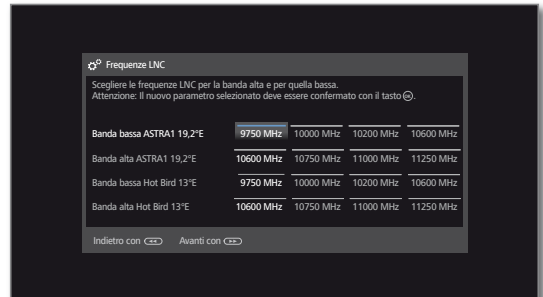 Frequenze LNC
Scegliere le frequenze LNC per la banda alta e per quella bassa.
Attenzione: Il nuovo parametro selezionato deve essere confermato con il tasto OK.
Banda bassa ASTRA1 19,2°E 9750 MHz 10000 MHz 10200 MHz 10600 MHz
Banda alta ASTRA1 19,2°E 10600 MHz 10750 MHz 11000 MHz 11250 MHz
Banda bassa Hot Bird 13°E 9750 MHz 10000 MHz 10200 MHz 10600 MHz
Banda alta Hot Bird 13°E 10600 MHz 10750 MHz 11000 MHz 11250 MHz
Indietro con Avanti con